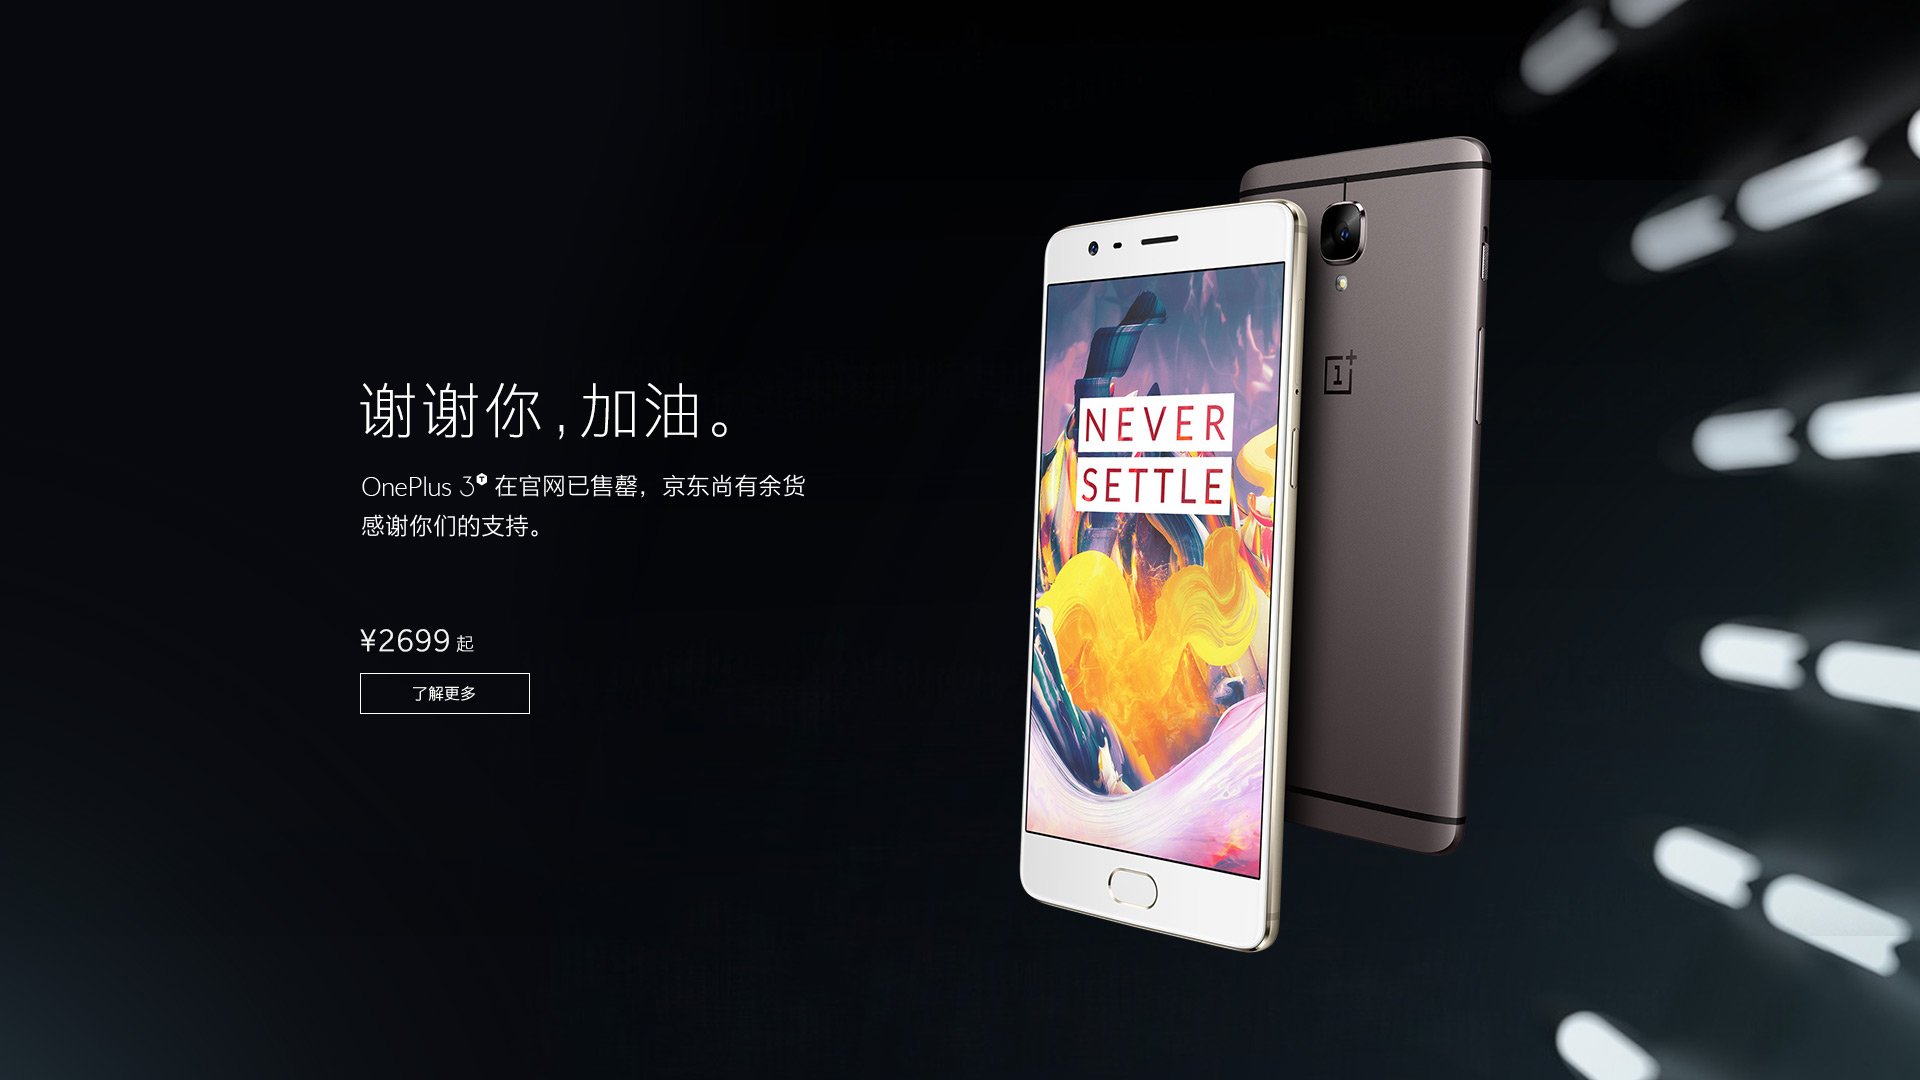 谢谢你，加油。
OnePlus 3T 在官网已售罄，京东尚有余货
感谢你们的支持。
¥2699 起
了解更多
NEVER
SETTLE
1+